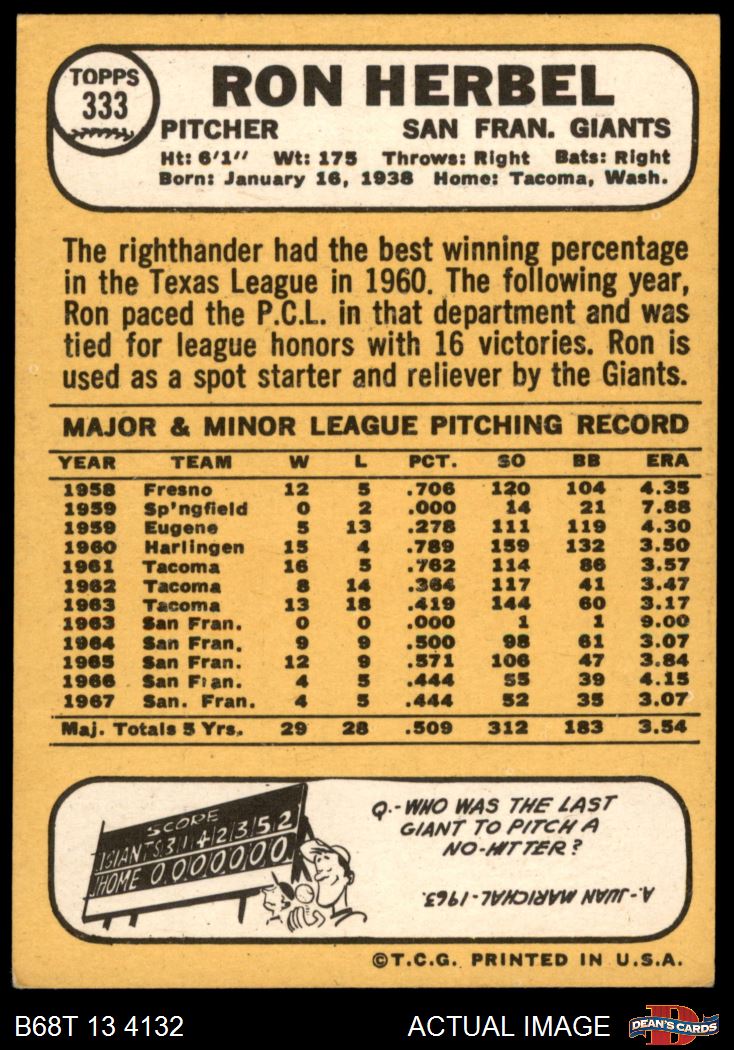 TOPPS
333
RON HERBEL
PITCHER SAN FRAN. GIANTS
Ht: 6'1" Wt: 175 Throws: Right Bats: Right
Born: January 16, 1938 Home: Tacoma, Wash.
The righthander had the best winning percentage
in the Texas League in 1960. The following year,
Ron paced the P.C.L. in that department and was
tied for league honors with 16 victories. Ron is
used as a spot starter and reliever by the Giants.
MAJOR & MINOR LEAGUE PITCHING RECORD
YEAR TEAM W L PCT. SO BB ERA
1958 Fresno 12 5 .706 120 104 4.35
1959 Sp'ngfield 0 2 .000 14 21 7.88
1959 Eugene 5 13 .278 111 119 4.30
1960 Harlingen 15 4 .789 159 132 3.50
1961 Tacoma 16 5 .762 114 86 3.57
1962 Tacoma 8 14 .364 117 41 3.47
1963 Tacoma 13 18 .419 144 60 3.17
1963 San Fran. 0 0 .000 1 1 9.00
1964 San Fran. 9 9 .500 98 61 3.07
1965 San Fran. 12 9 .571 106 47 3.84
1966 San Fran. 4 5 .444 55 39 4.15
1967 San. Fran. 4 5 .444 52 35 3.07
Maj. Totals 5 Yrs. 29 28 .509 312 183 3.54
SCORE
GIANTS 3 1 4 2 3 5 2
HOME 0 0 0 0 0 0 0
Q.-WHO WAS THE LAST
GIANT TO PITCH A
NO-HITTER?
A.-JUAN MARICHAL-1963.
©T.C.G. PRINTED IN U.S.A.
B68T 13 4132 ACTUAL IMAGE
DEAN'S CARDS